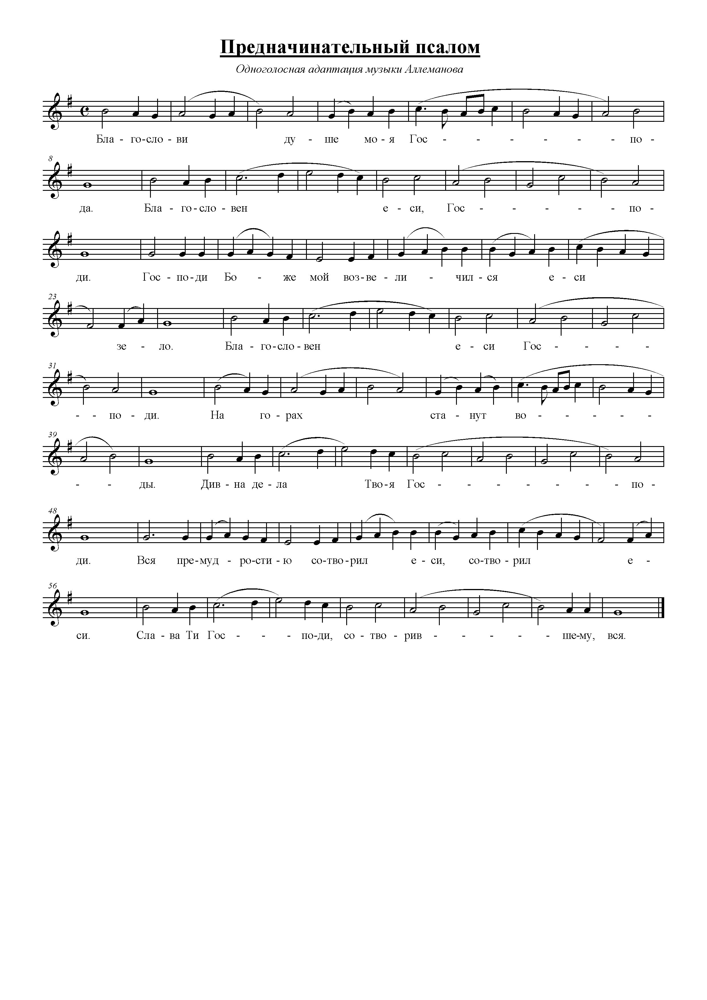 Предначинательный псалом
Одноголосная адаптация музыки Аллеманова
Бла - го-сло - ви ду - ше мо - я Гос - - - - - - по -
8
да. Бла - го - сло - вен е - си, Гос - - - - - по -
ди. Гос - по - ди Бо - же мой воз - ве - ли - чил - ся е - си
23
зе - ло. Бла - го - сло - вен е - си Гос - - - -
31
- - по - ди. На го - рах ста - нут во - - - - - -
39
- - ды. Див - на де - ла Тво - я Гос - - - - - - - по -
48
ди. Вся пре - муд - ро - сти - ю со - тво - рил е - си, со - тво - рил е -
56
си. Сла - ва Ти Гос - - - по - ди, со - тво - рив - - - - - ше - му, вся.